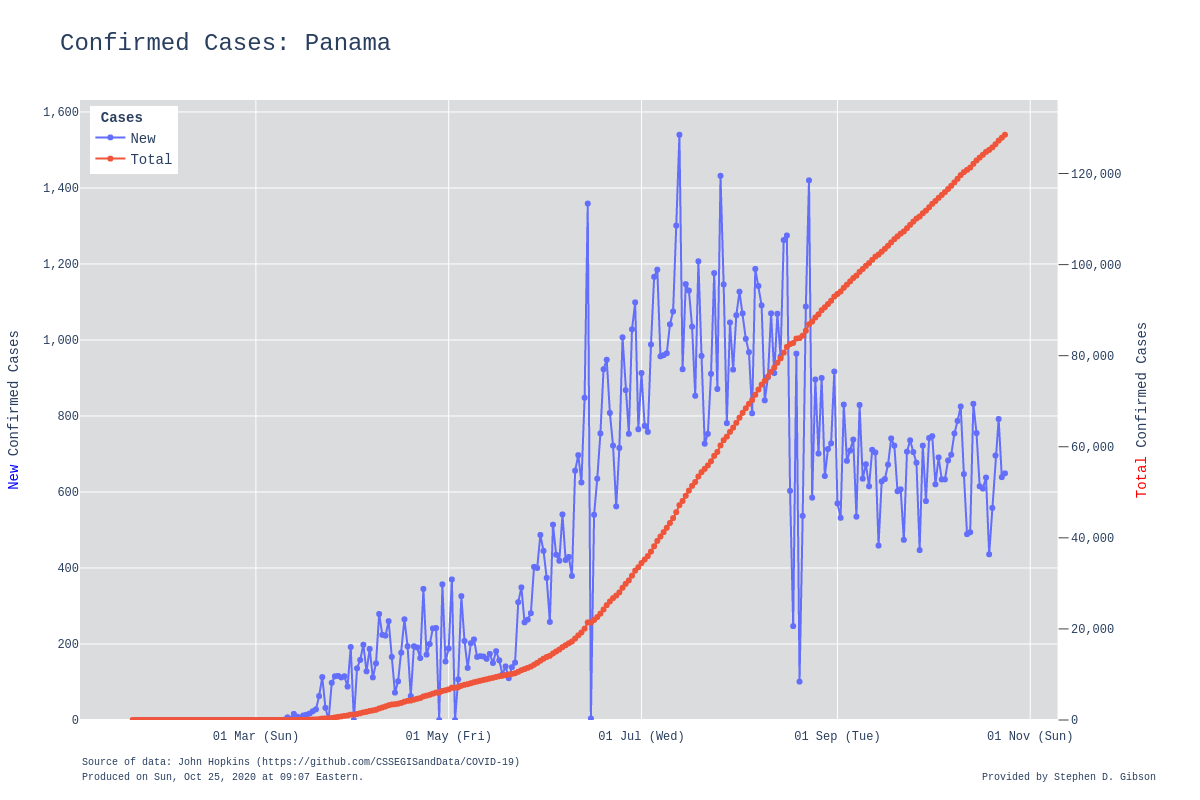 Confirmed Cases: Panama
Cases
New
Total
1,600
1,400
1,200
1,000
800
600
400
200
0
120,000
100,000
80,000
60,000
40,000
20,000
0
New Confirmed Cases
Total Confirmed Cases
01 Mar (Sun)
01 May (Fri)
01 Jul (Wed)
01 Sep (Tue)
01 Nov (Sun)
Source of data: John Hopkins (https://github.com/CSSEGISandData/COVID-19)
Produced on Sun, Oct 25, 2020 at 09:07 Eastern.
Provided by Stephen D. Gibson